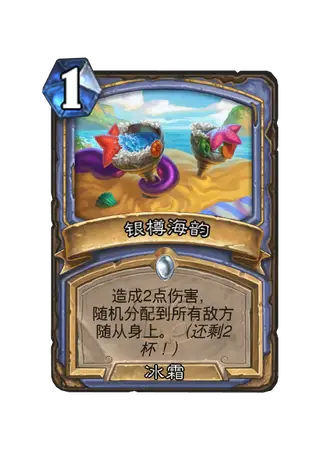 1
银樽海韵
造成2点伤害，
随机分配到所有敌方
随从身上。（还剩2
杯！）
冰霜